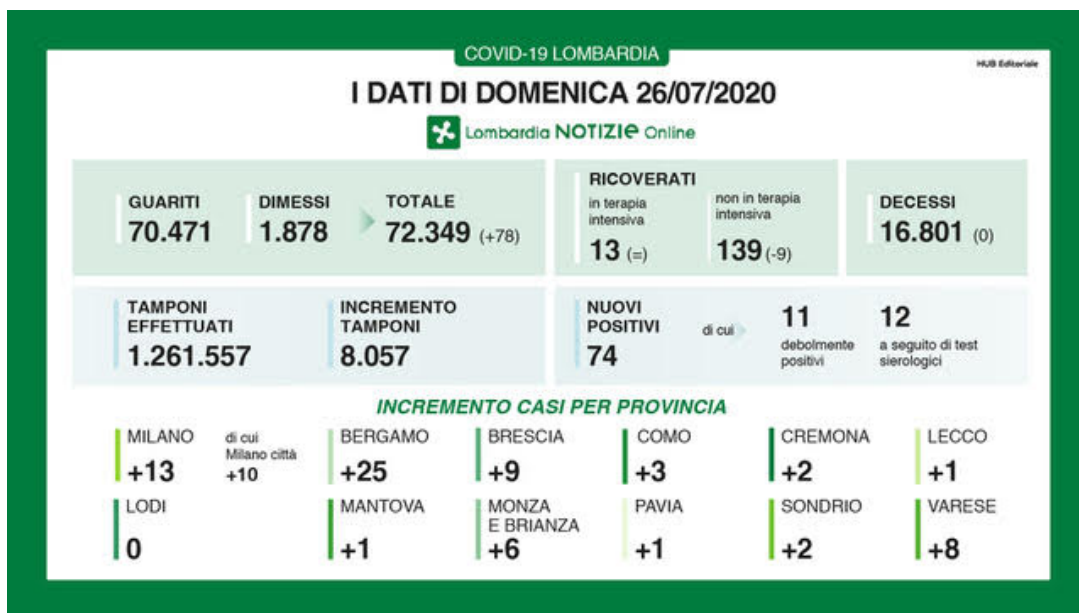 COVID-19 LOMBARDIA
HUB Editoriale
I DATI DI DOMENICA 26/07/2020
Lombardia NOTIZIE Online
GUARITI
70.471
DIMESSI
1.878
TOTALE
72.349 (+78)
RICOVERATI
in terapia
intensiva
13 (=)
non in terapia
intensiva
139 (-9)
DECESSI
16.801 (0)
TAMPONI
EFFETTUATI
1.261.557
INCREMENTO
TAMPONI
8.057
NUOVI
POSITIVI
74
di cui
11
debolmente
positivi
12
a seguito di test
sierologici
INCREMENTO CASI PER PROVINCIA
MILANO
+13
di cui
Milano città
+10
BERGAMO
+25
BRESCIA
+9
COMO
+3
CREMONA
+2
LECCO
+1
LODI
0
MANTOVA
+1
MONZA
E BRIANZA
+6
PAVIA
+1
SONDRIO
+2
VARESE
+8